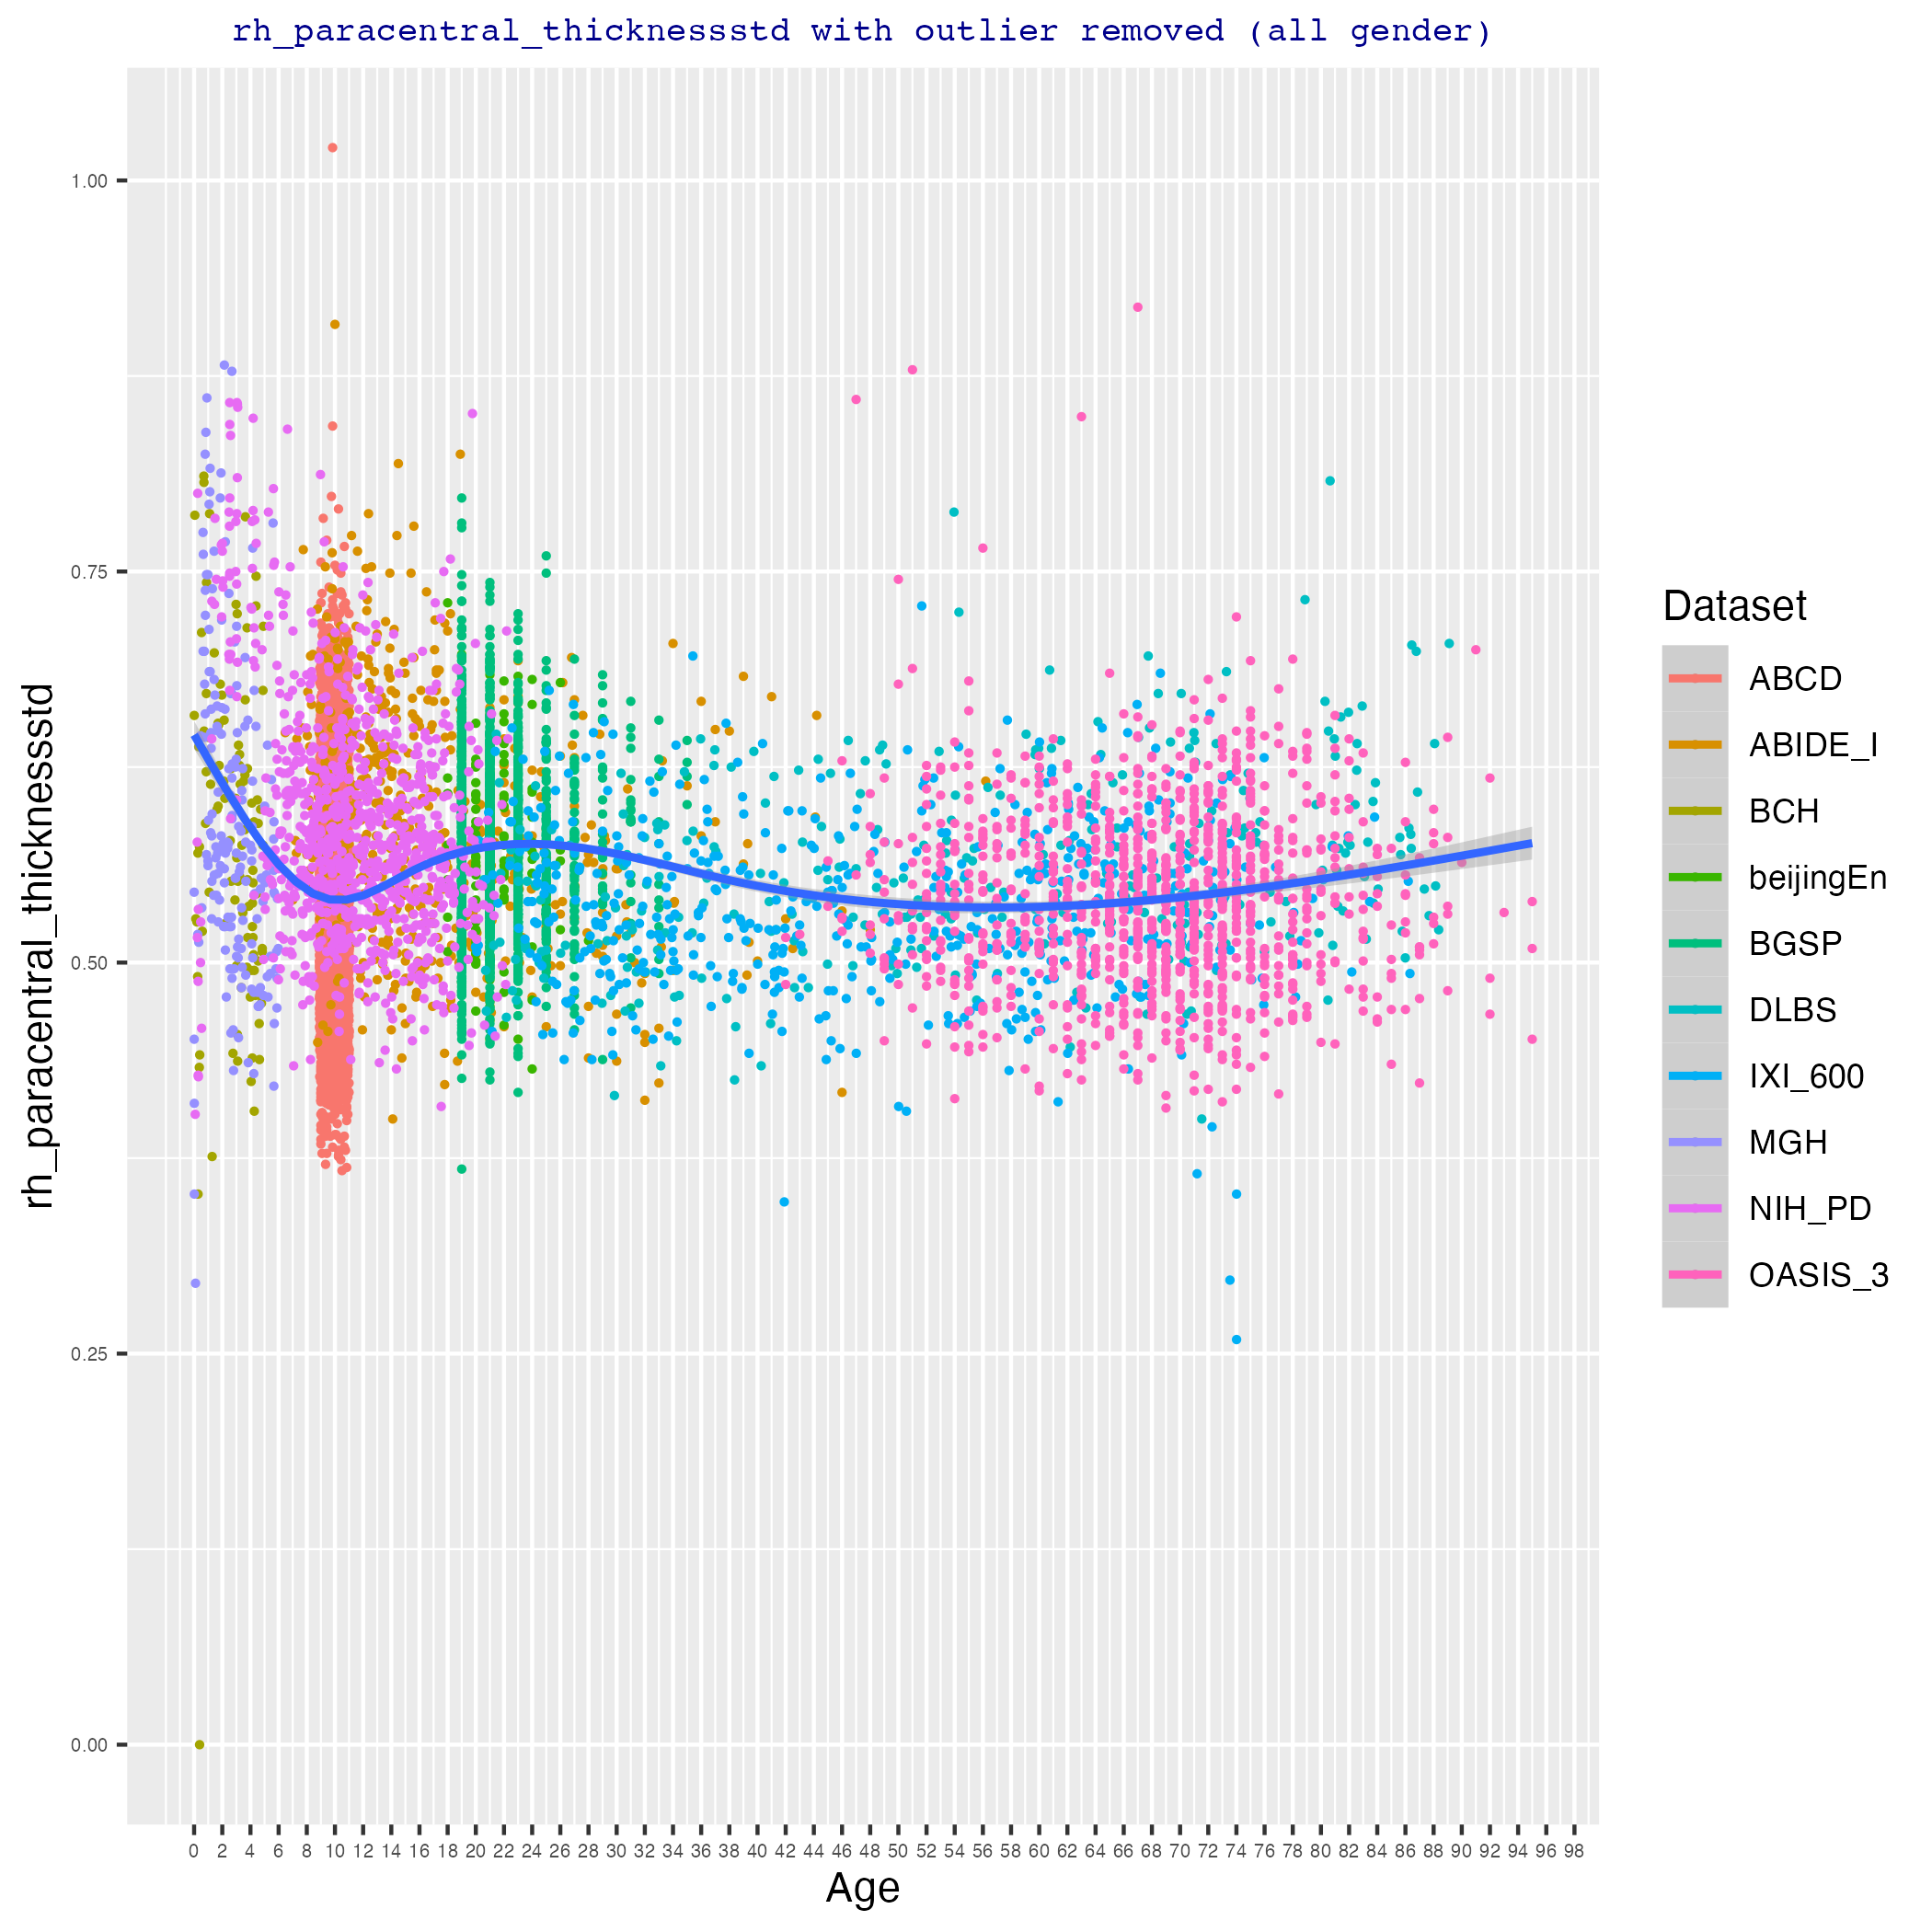 rh_paracentral_thicknessstd with outlier removed (all gender)
rh_paracentral_thicknessstd
1.00
0.75
0.50
0.25
0.00
0 2 4 6 8 10 12 14 16 18 20 22 24 26 28 30 32 34 36 38 40 42 44 46 48 50 52 54 56 58 60 62 64 66 68 70 72 74 76 78 80 82 84 86 88 90 92 94 96 98
Age
Dataset
ABCD
ABIDE_I
BCH
beijingEn
BGSP
DLBS
IXI_600
MGH
NIH_PD
OASIS_3